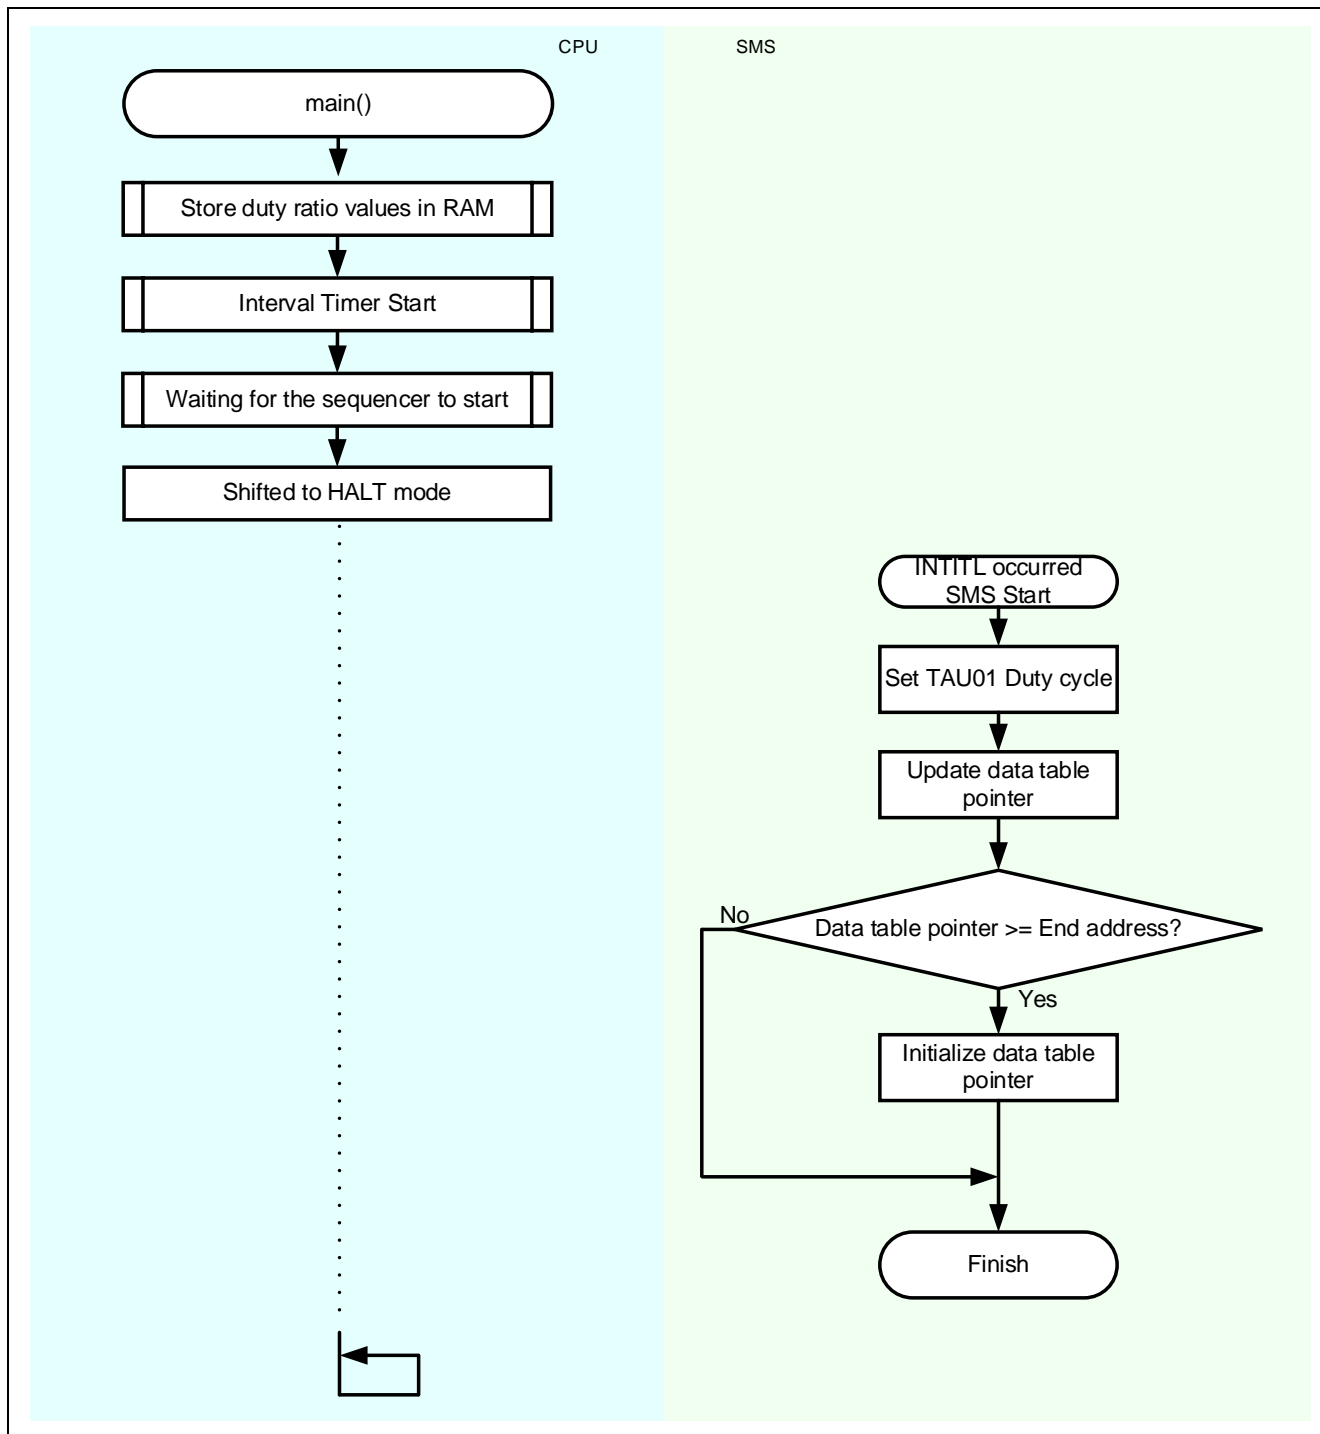 CPU
SMS
main()
Store duty ratio values in RAM
Interval Timer Start
Waiting for the sequencer to start
Shifted to HALT mode
INTITL occurred
SMS Start
Set TAU01 Duty cycle
Update data table
pointer
No
Data table pointer >= End address?
Yes
Initialize data table
pointer
Finish